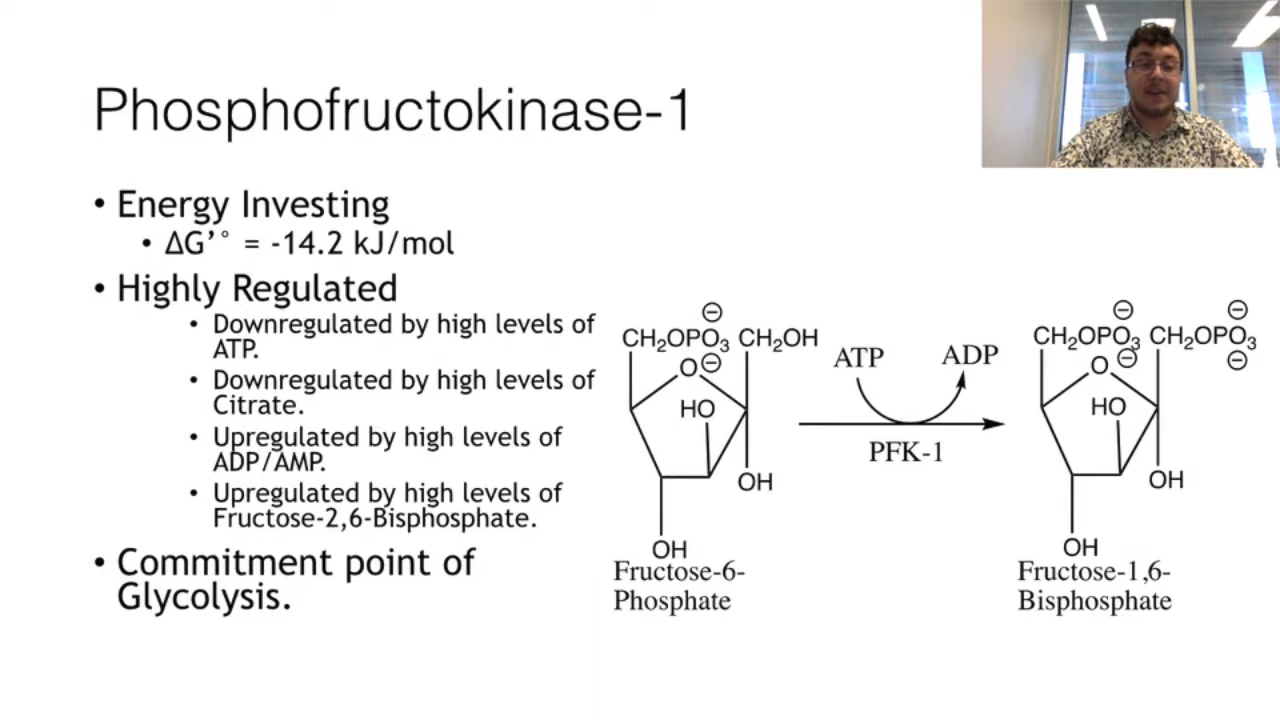 Phosphofructokinase-1
• Energy Investing
• ΔG’° = -14.2 kJ/mol
• Highly Regulated
• Downregulated by high levels of
ATP.
• Downregulated by high levels of
Citrate.
• Upregulated by high levels of
ADP/AMP.
• Upregulated by high levels of
Fructose-2,6-Bisphosphate.
• Commitment point of
Glycolysis.
⊖
CH₂OPO₃ CH₂OH
O ⊖
HO
OH
OH
Fructose-6-
Phosphate
ATP ADP
PFK-1
⊖ ⊖
CH₂OPO₃ CH₂OPO₃
O ⊖ ⊖
HO
OH
OH
Fructose-1,6-
Bisphosphate